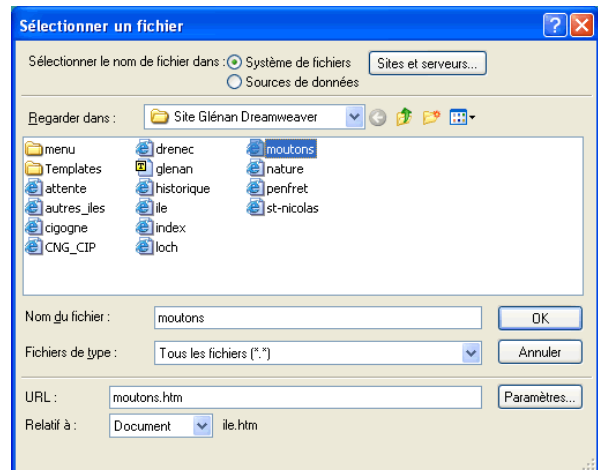 Sélectionner un fichier
Sélectionner le nom de fichier dans : Système de fichiers Sites et serveurs...
Sources de données
Regarder dans : Site Glénan Dreamweaver
menu drenec moutons
Templates glenan nature
attente historique penfret
autres_iles ile st-nicolas
cigogne index
CNG_CIP loch
Nom du fichier : moutons OK
Fichiers de type : Tous les fichiers (*.*) Annuler
URL : moutons.htm Paramètres...
Relatif à : Document ile.htm